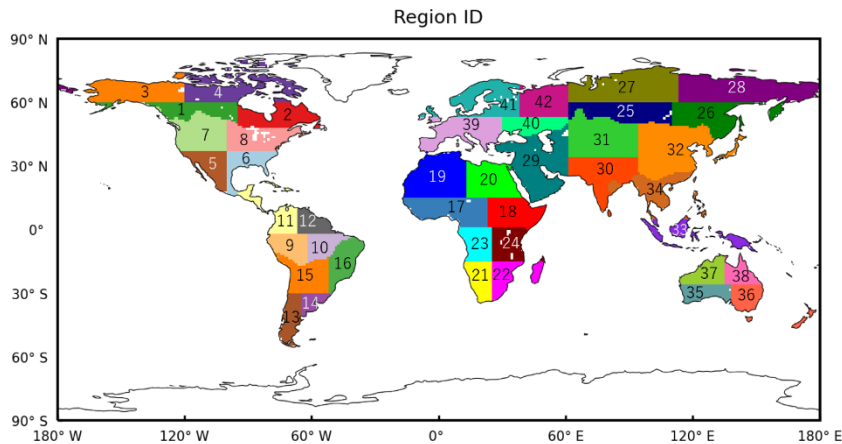 Region ID
90° N
60° N
30° N
0°
30° S
60° S
90° S
180° W 120° W 60° W 0° 60° E 120° E 180° E
3 4 27 28
1 2 41 42 25 26
7 8 39 40 31
5 6 29 30 32
19 20 34
11 12 17 18 33
9 10 23 24
15 16 21 22 37 38
13 14 35 36